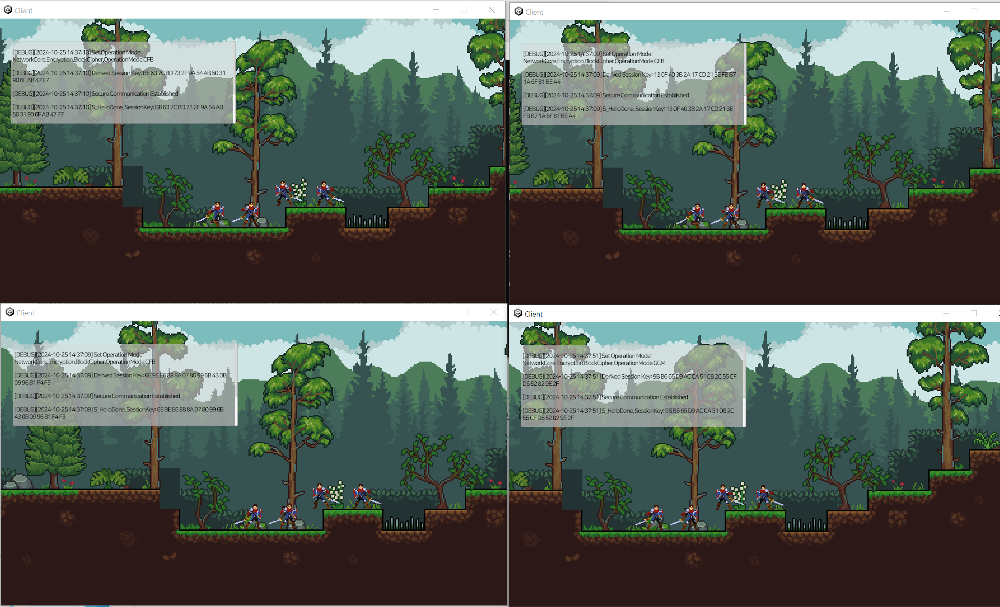 Client
[DEBUG][2024-10-25 14:37:10] Set Operation Mode:
NetworkCore.Encryption.BlockCipher.OperationMode.CFB
[DEBUG][2024-10-25 14:37:10] Derived Session Key: B8 63 7C BD 73 2F 9A 54 AB 50 31
90 6F AB 47 F7
[DEBUG][2024-10-25 14:37:10] Secure Communication Established
[DEBUG][2024-10-25 14:37:10] S_HelloDone, SessionKey: B8 63 7C BD 73 2F 9A 54 AB
50 31 90 6F AB 47 F7
Client
[DEBUG][2024-10-25 14:37:09] Set Operation Mode:
NetworkCore.Encryption.BlockCipher.OperationMode.CFB
[DEBUG][2024-10-25 14:37:09] Derived Session Key: 13 0F 40 3B 2A 17 CD 21 3E FB B7
1A 6F 81 BE A4
[DEBUG][2024-10-25 14:37:09] Secure Communication Established
[DEBUG][2024-10-25 14:37:09] S_HelloDone, SessionKey: 13 0F 40 3B 2A 17 CD 21 3E
FB B7 1A 6F 81 BE A4
Client
[DEBUG][2024-10-25 14:37:09] Set Operation Mode:
NetworkCore.Encryption.BlockCipher.OperationMode.CFB
[DEBUG][2024-10-25 14:37:09] Derived Session Key: 6E 9E E6 88 8A 07 80 99 6B 43 0B
09 96 B1 F4 F3
[DEBUG][2024-10-25 14:37:09] Secure Communication Established
[DEBUG][2024-10-25 14:37:09] S_HelloDone, SessionKey: 6E 9E E6 88 8A 07 80 99 6B
43 0B 09 96 B1 F4 F3
Client
[DEBUG][2024-10-25 14:37:51] Set Operation Mode:
NetworkCore.Encryption.BlockCipher.OperationMode.GCM
[DEBUG][2024-10-25 14:37:51] Derived Session Key: 9B B6 65 D9 AC CA 51 0B 2C 55 CF
D6 52 82 9E 2F
[DEBUG][2024-10-25 14:37:51] Secure Communication Established
[DEBUG][2024-10-25 14:37:51] S_HelloDone, SessionKey: 9B B6 65 D9 AC CA 51 0B 2C
55 CF D6 52 82 9E 2F